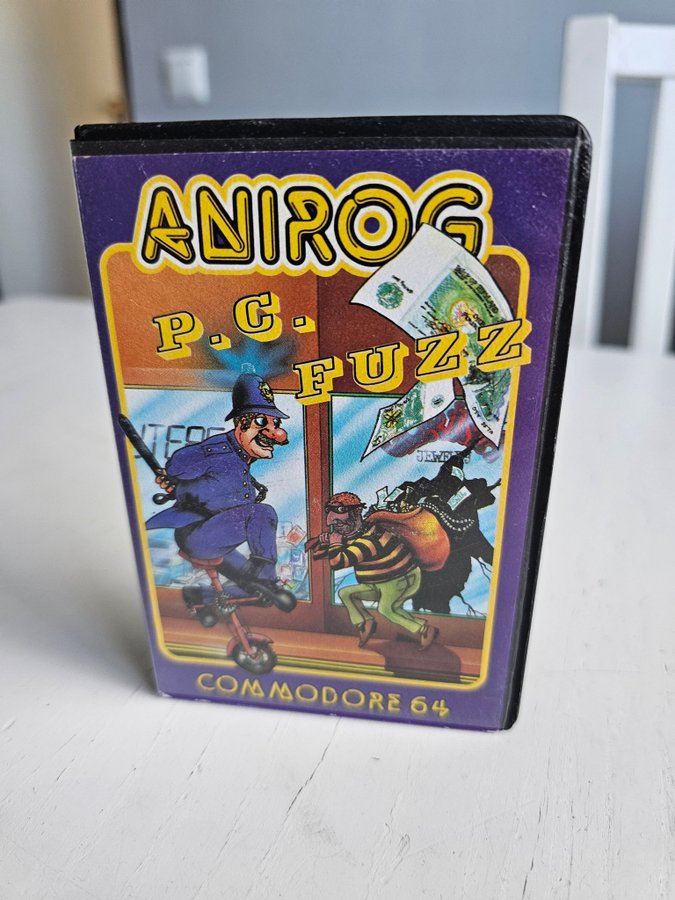 ANIROG
P.C.
FUZZ
COMMODORE 64